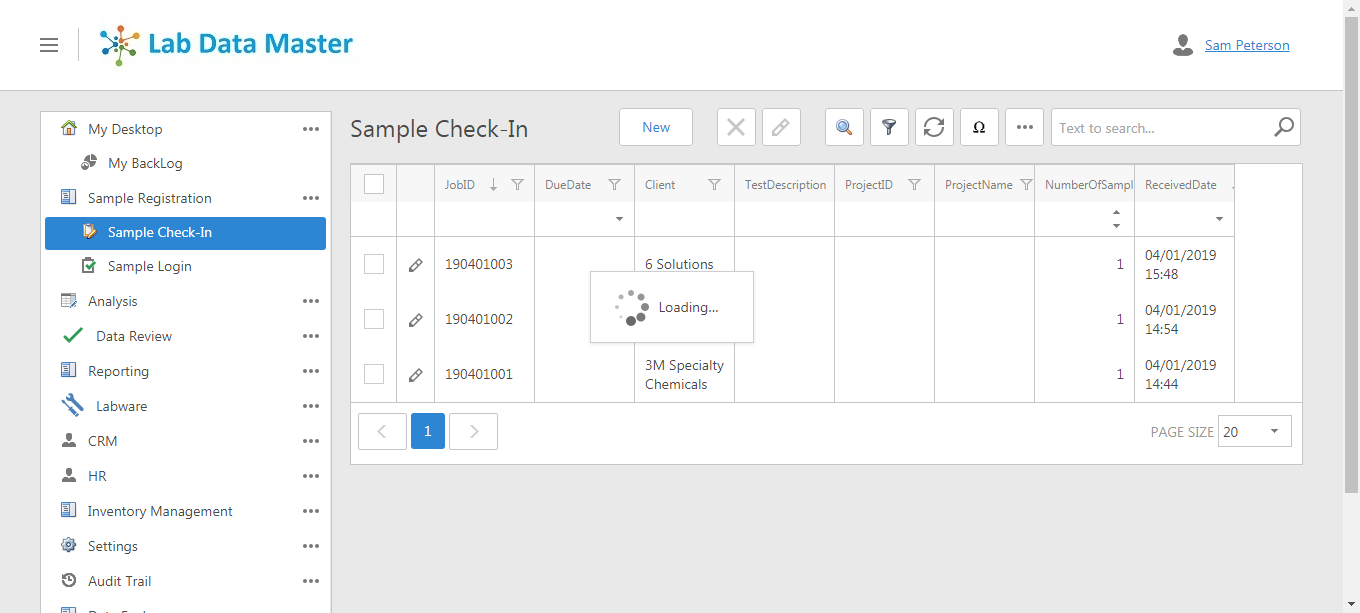 Lab Data Master
Sam Peterson
My Desktop
My BackLog
Sample Registration
Sample Check-In
Sample Login
Analysis
Data Review
Reporting
Labware
CRM
HR
Inventory Management
Settings
Audit Trail
Sample Check-In
New
Ω
Text to search...
JobID DueDate Client TestDescription ProjectID ProjectName NumberOfSampl ReceivedDate
190401003 6 Solutions 1 04/01/2019
15:48
190401002 1 04/01/2019
14:54
Loading...
190401001 3M Specialty 1 04/01/2019
Chemicals 14:44
1
PAGE SIZE 20